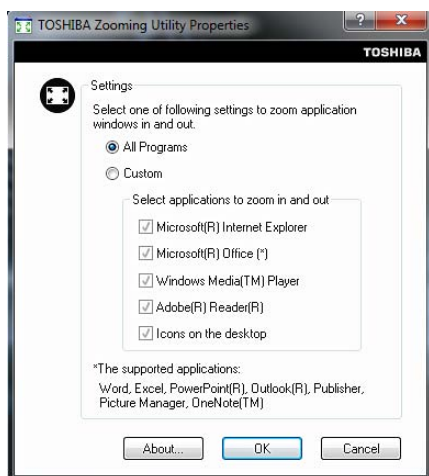 TOSHIBA Zooming Utility Properties
TOSHIBA
Settings
Select one of following settings to zoom application
windows in and out.
All Programs
Custom
Select applications to zoom in and out
Microsoft(R) Internet Explorer
Microsoft(R) Office (*)
Windows Media(TM) Player
Adobe(R) Reader(R)
Icons on the desktop
*The supported applications:
Word, Excel, PowerPoint(R), Outlook(R), Publisher,
Picture Manager, OneNote(TM)
About... OK Cancel